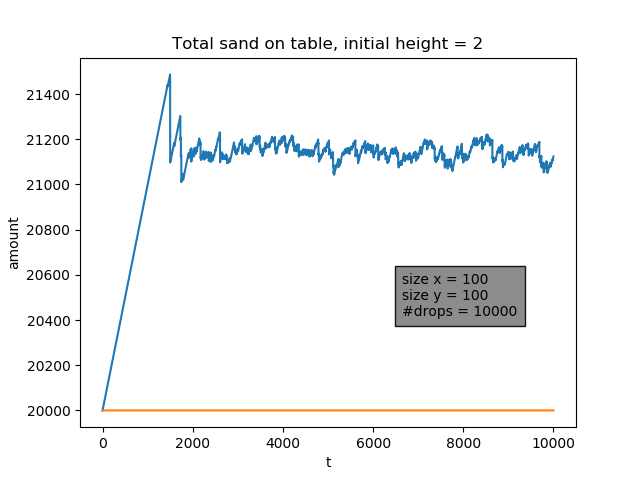 Total sand on table, initial height = 2
amount
21400
21200
21000
20800
20600
20400
20200
20000
size x = 100
size y = 100
#drops = 10000
0 2000 4000 6000 8000 10000
t